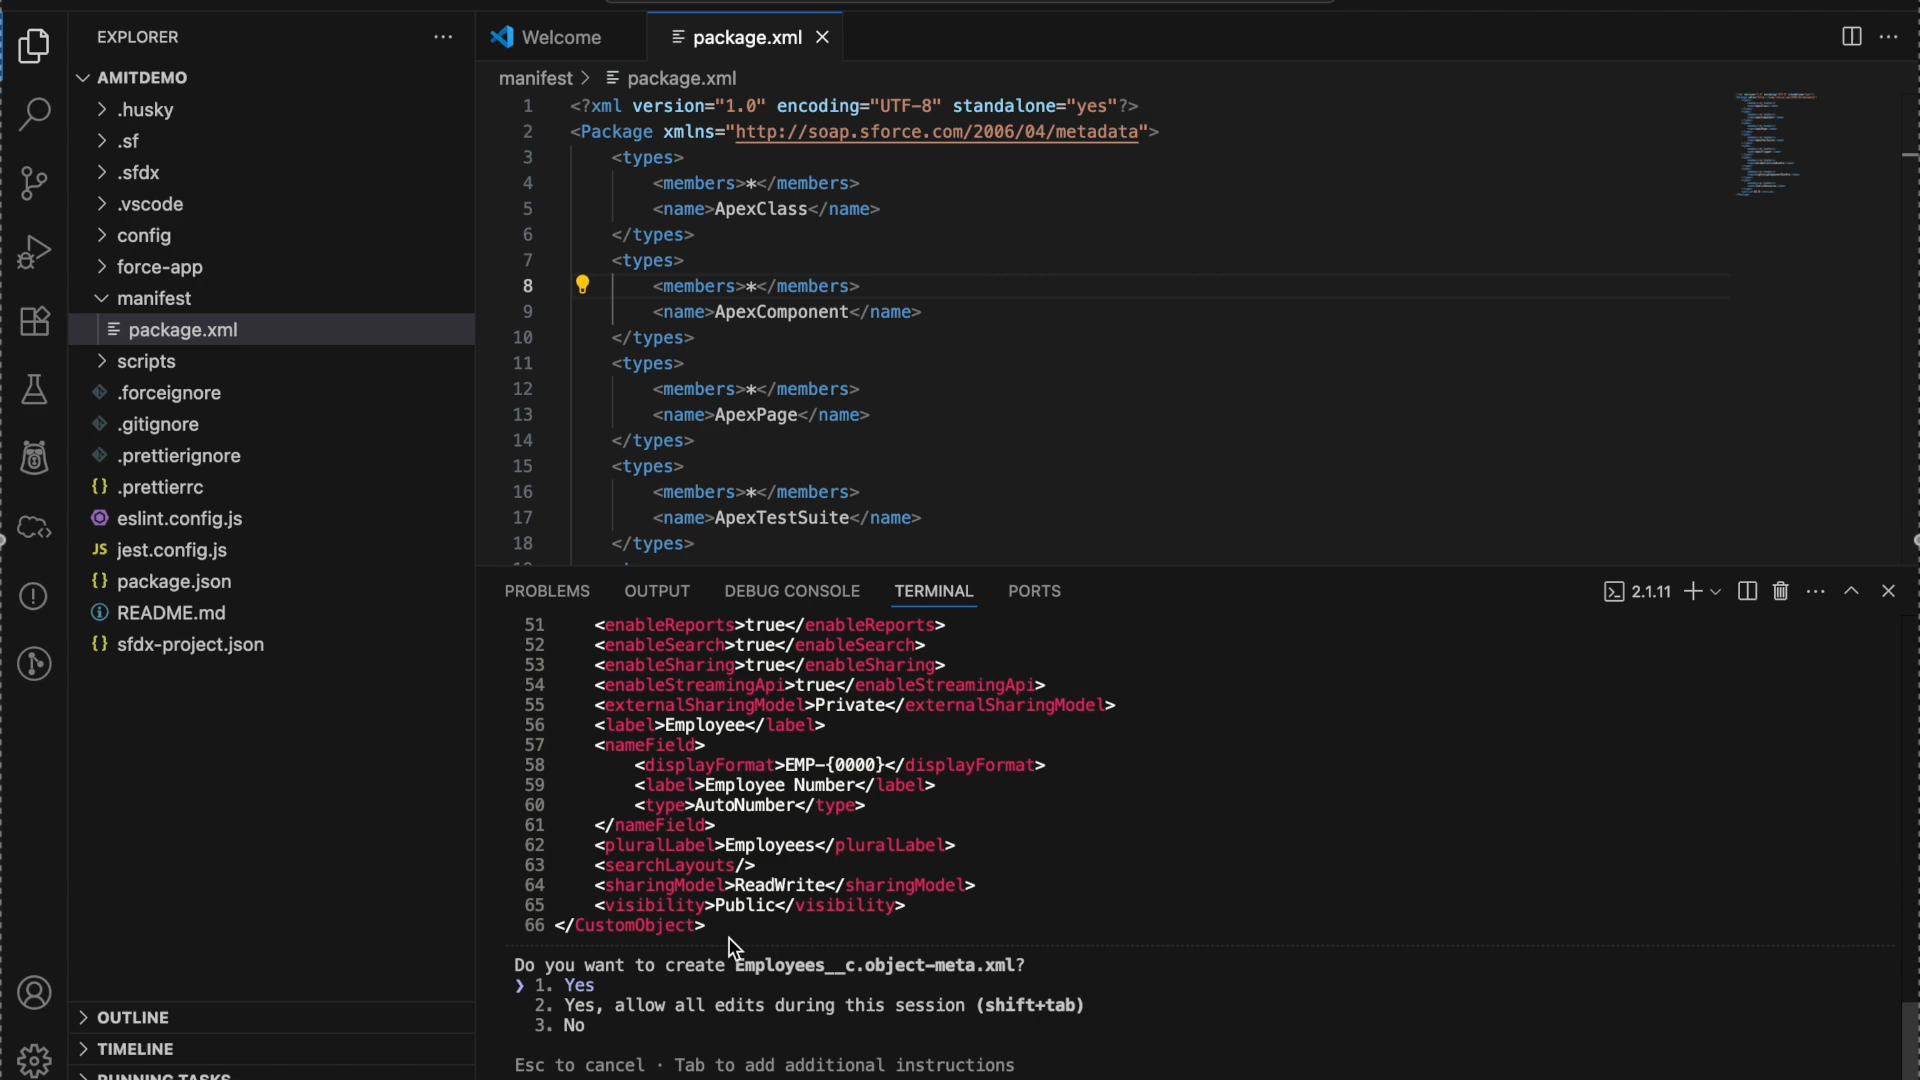 EXPLORER
AMITDEMO
.husky
.sf
.sfdx
.vscode
config
force-app
manifest
package.xml
scripts
.forceignore
.gitignore
.prettierignore
.prettierrc
eslint.config.js
JS jest.config.js
package.json
README.md
sfdx-project.json
OUTLINE
TIMELINE
RUNNING TASKS
Welcome
package.xml
manifest > package.xml
1 <?xml version="1.0" encoding="UTF-8" standalone="yes"?>
2 <Package xmlns="http://soap.sforce.com/2006/04/metadata">
3 <types>
4 <members>*</members>
5 <name>ApexClass</name>
6 </types>
7 <types>
8 <members>*</members>
9 <name>ApexComponent</name>
10 </types>
11 <types>
12 <members>*</members>
13 <name>ApexPage</name>
14 </types>
15 <types>
16 <members>*</members>
17 <name>ApexTestSuite</name>
18 </types>
PROBLEMS OUTPUT DEBUG CONSOLE TERMINAL PORTS 2.1.11
51 <enableReports>true</enableReports>
52 <enableSearch>true</enableSearch>
53 <enableSharing>true</enableSharing>
54 <enableStreamingApi>true</enableStreamingApi>
55 <externalSharingModel>Private</externalSharingModel>
56 <label>Employee</label>
57 <nameField>
58 <displayFormat>EMP-{0000}</displayFormat>
59 <label>Employee Number</label>
60 <type>AutoNumber</type>
61 </nameField>
62 <pluralLabel>Employees</pluralLabel>
63 <searchLayouts/>
64 <sharingModel>ReadWrite</sharingModel>
65 <visibility>Public</visibility>
66 </CustomObject>
Do you want to create Employees__c.object-meta.xml?
❯ 1. Yes
2. Yes, allow all edits during this session (shift+tab)
3. No
Esc to cancel · Tab to add additional instructions